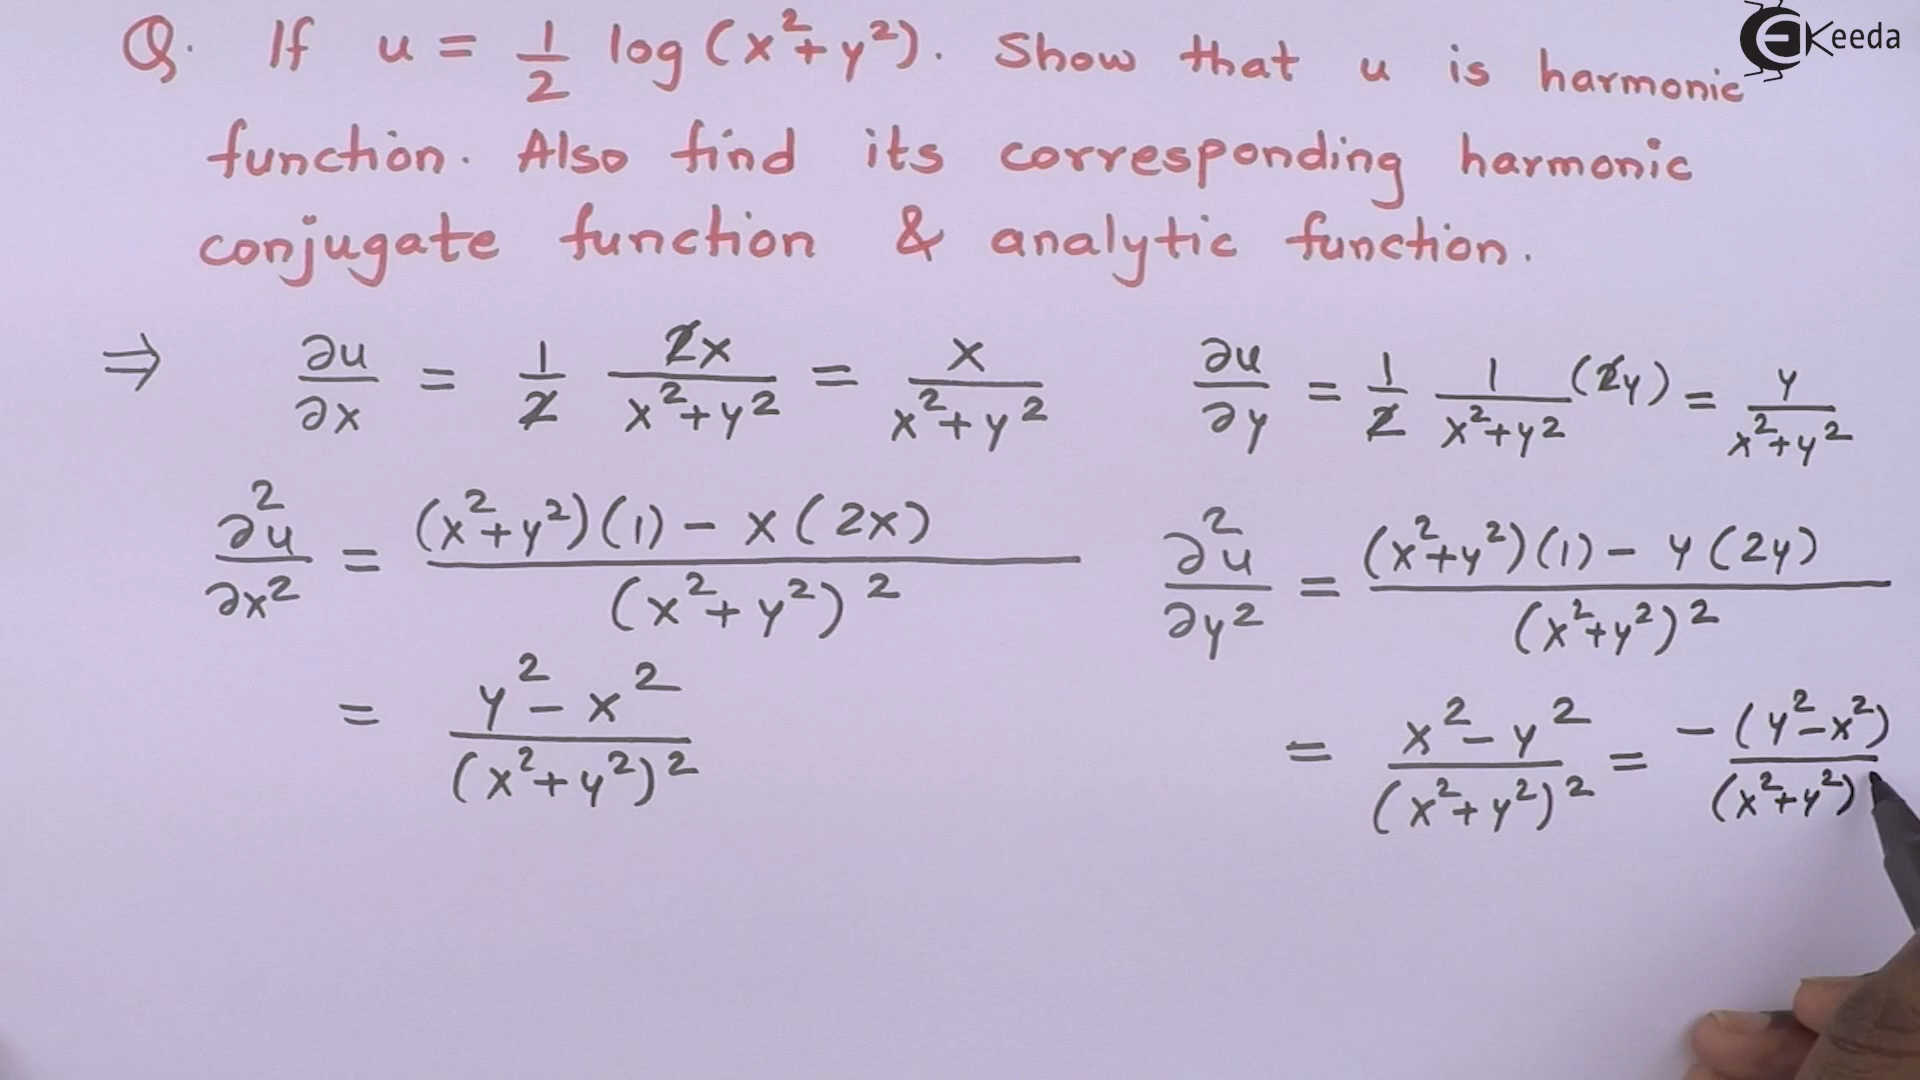 EKeeda
Q. If u = 1/2 log (x²+y²). Show that u is harmonic
function. Also find its corresponding harmonic
conjugate function & analytic function.
⇒ ∂u/∂x = 1/2 2x/(x²+y²) = x/(x²+y²)
∂²u/∂x² = ((x²+y²)(1) - x(2x))/(x²+y²)²
= (y²-x²)/(x²+y²)²
∂u/∂y = 1/2 1/(x²+y²) (2y) = y/(x²+y²)
∂²u/∂y² = ((x²+y²)(1) - y(2y))/(x²+y²)²
= (x²-y²)/(x²+y²)² = -(y²-x²)/(x²+y²)